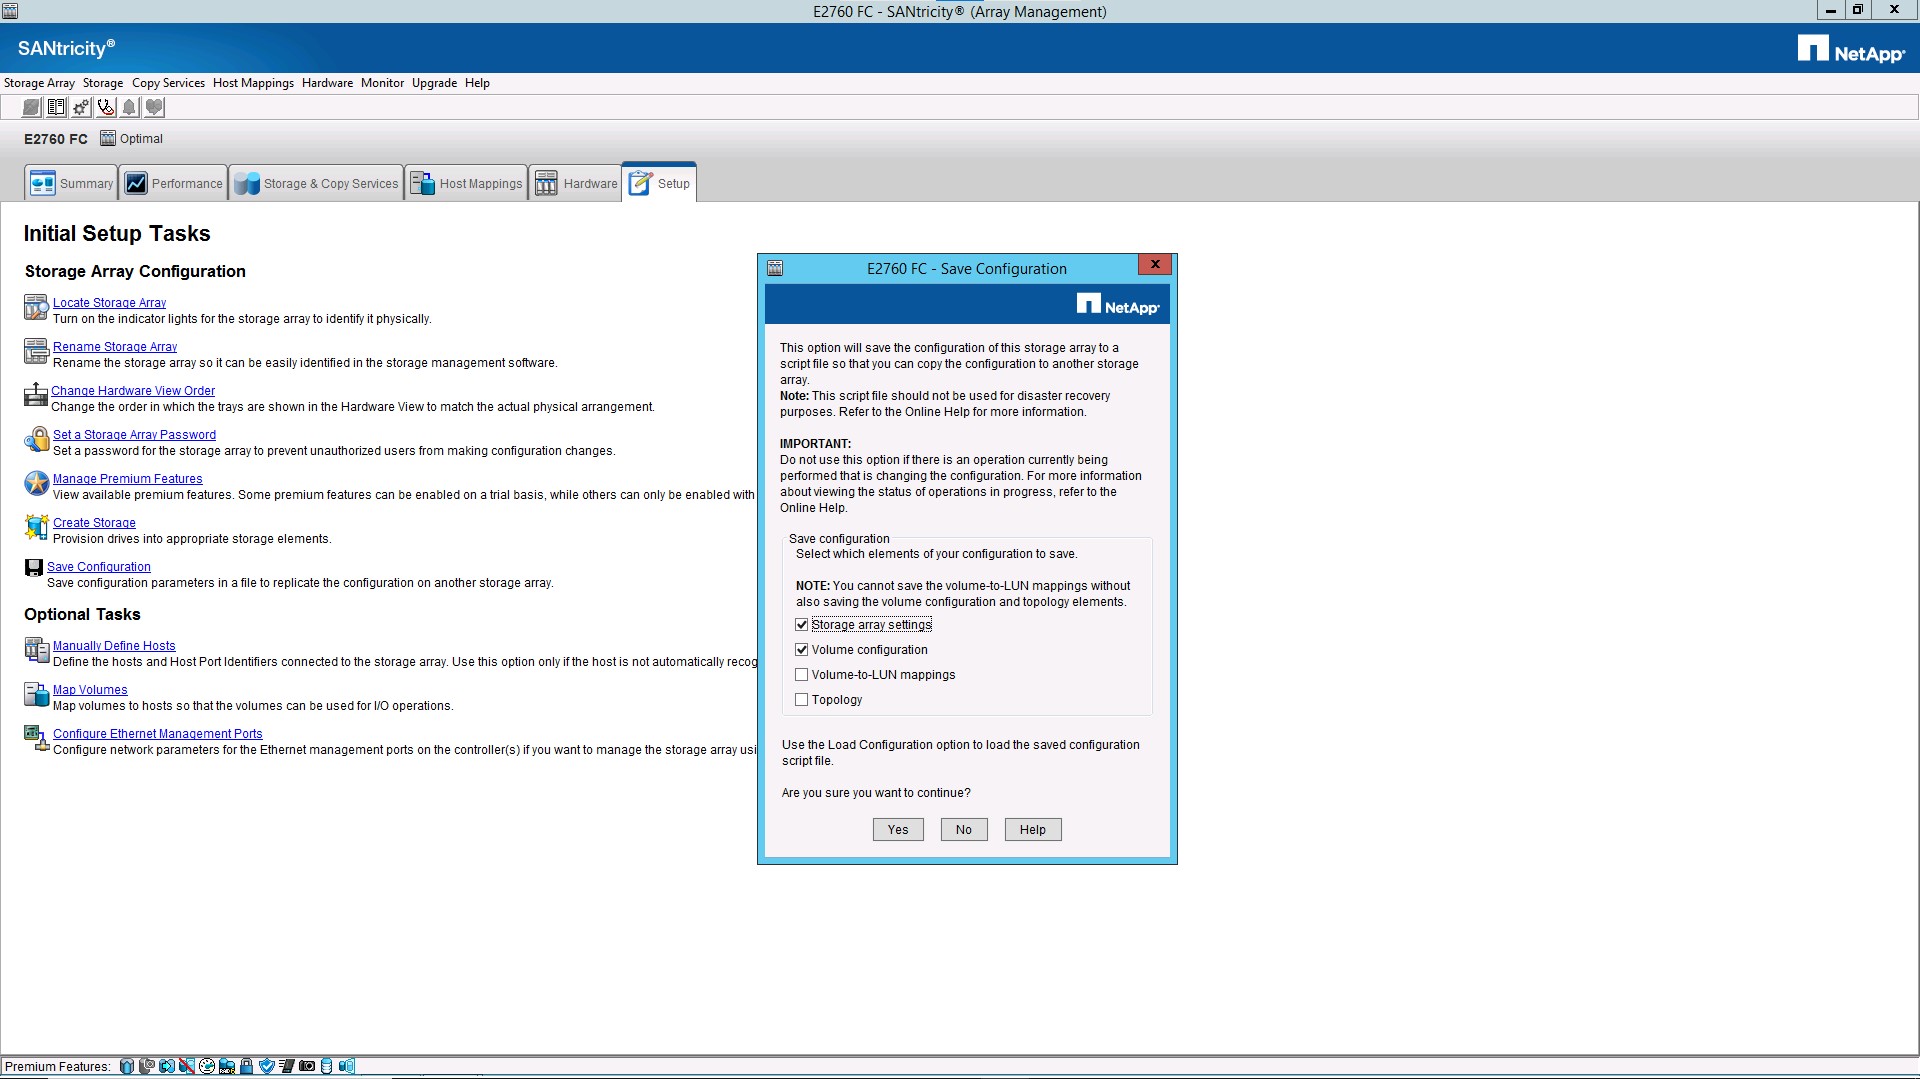 E2760 FC - SANtricity® (Array Management)
SANtricity®
NetApp
Storage Array Storage Copy Services Host Mappings Hardware Monitor Upgrade Help
E2760 FC Optimal
Summary Performance Storage & Copy Services Host Mappings Hardware Setup
Initial Setup Tasks
Storage Array Configuration
Locate Storage Array
Turn on the indicator lights for the storage array to identify it physically.
Rename Storage Array
Rename the storage array so it can be easily identified in the storage management software.
Change Hardware View Order
Change the order in which the trays are shown in the Hardware View to match the actual physical arrangement.
Set a Storage Array Password
Set a password for the storage array to prevent unauthorized users from making configuration changes.
Manage Premium Features
View available premium features. Some premium features can be enabled on a trial basis, while others can only be enabled with
Create Storage
Provision drives into appropriate storage elements.
Save Configuration
Save configuration parameters in a file to replicate the configuration on another storage array.
Optional Tasks
Manually Define Hosts
Define the hosts and Host Port Identifiers connected to the storage array. Use this option only if the host is not automatically recog
Map Volumes
Map volumes to hosts so that the volumes can be used for I/O operations.
Configure Ethernet Management Ports
Configure network parameters for the Ethernet management ports on the controller(s) if you want to manage the storage array usi
E2760 FC - Save Configuration
X
NetApp
This option will save the configuration of this storage array to a
script file so that you can copy the configuration to another storage
array.
Note: This script file should not be used for disaster recovery
purposes. Refer to the Online Help for more information.
IMPORTANT:
Do not use this option if there is an operation currently being
performed that is changing the configuration. For more information
about viewing the status of operations in progress, refer to the
Online Help.
Save configuration
Select which elements of your configuration to save.
NOTE: You cannot save the volume-to-LUN mappings without
also saving the volume configuration and topology elements.
Storage array settings
Volume configuration
Volume-to-LUN mappings
Topology
Use the Load Configuration option to load the saved configuration
script file.
Are you sure you want to continue?
Yes No Help
Premium Features: